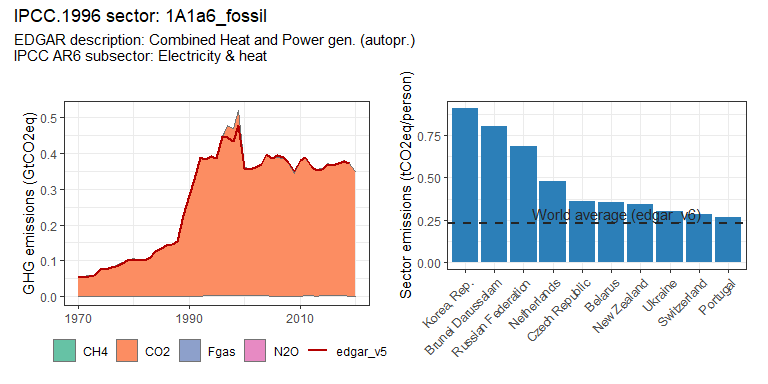 IPCC.1996 sector: 1A1a6_fossil
EDGAR description: Combined Heat and Power gen. (autopr.)
IPCC AR6 subsector: Electricity & heat
GHG emissions (GtCO2eq)
0.5
0.4
0.3
0.2
0.1
0.0
1970
1990
2010
CH4
CO2
Fgas
N2O
edgar_v5
Sector emissions (tCO2eq/person)
0.75
0.50
0.25
0.00
World average (edgar_v6)
Korea, Rep.
Brunei Darussalam
Russian Federation
Netherlands
Czech Republic
Belarus
New Zealand
Ukraine
Switzerland
Portugal